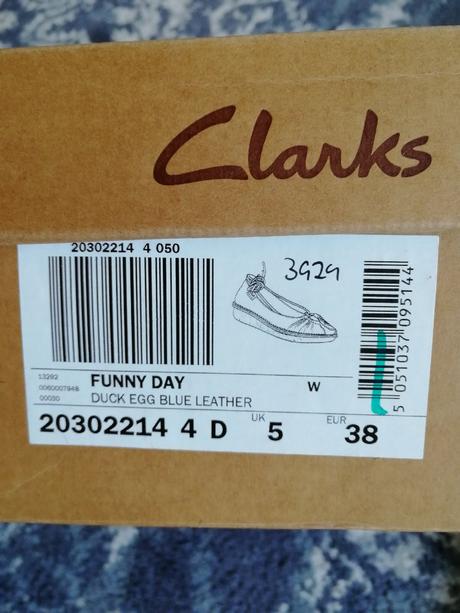 Clarks
20302214 4 050
3929
5 051037 095144
13292
0060007948
00030
FUNNY DAY
W
DUCK EGG BLUE LEATHER
20302214 4 D
UK
5
EUR
38